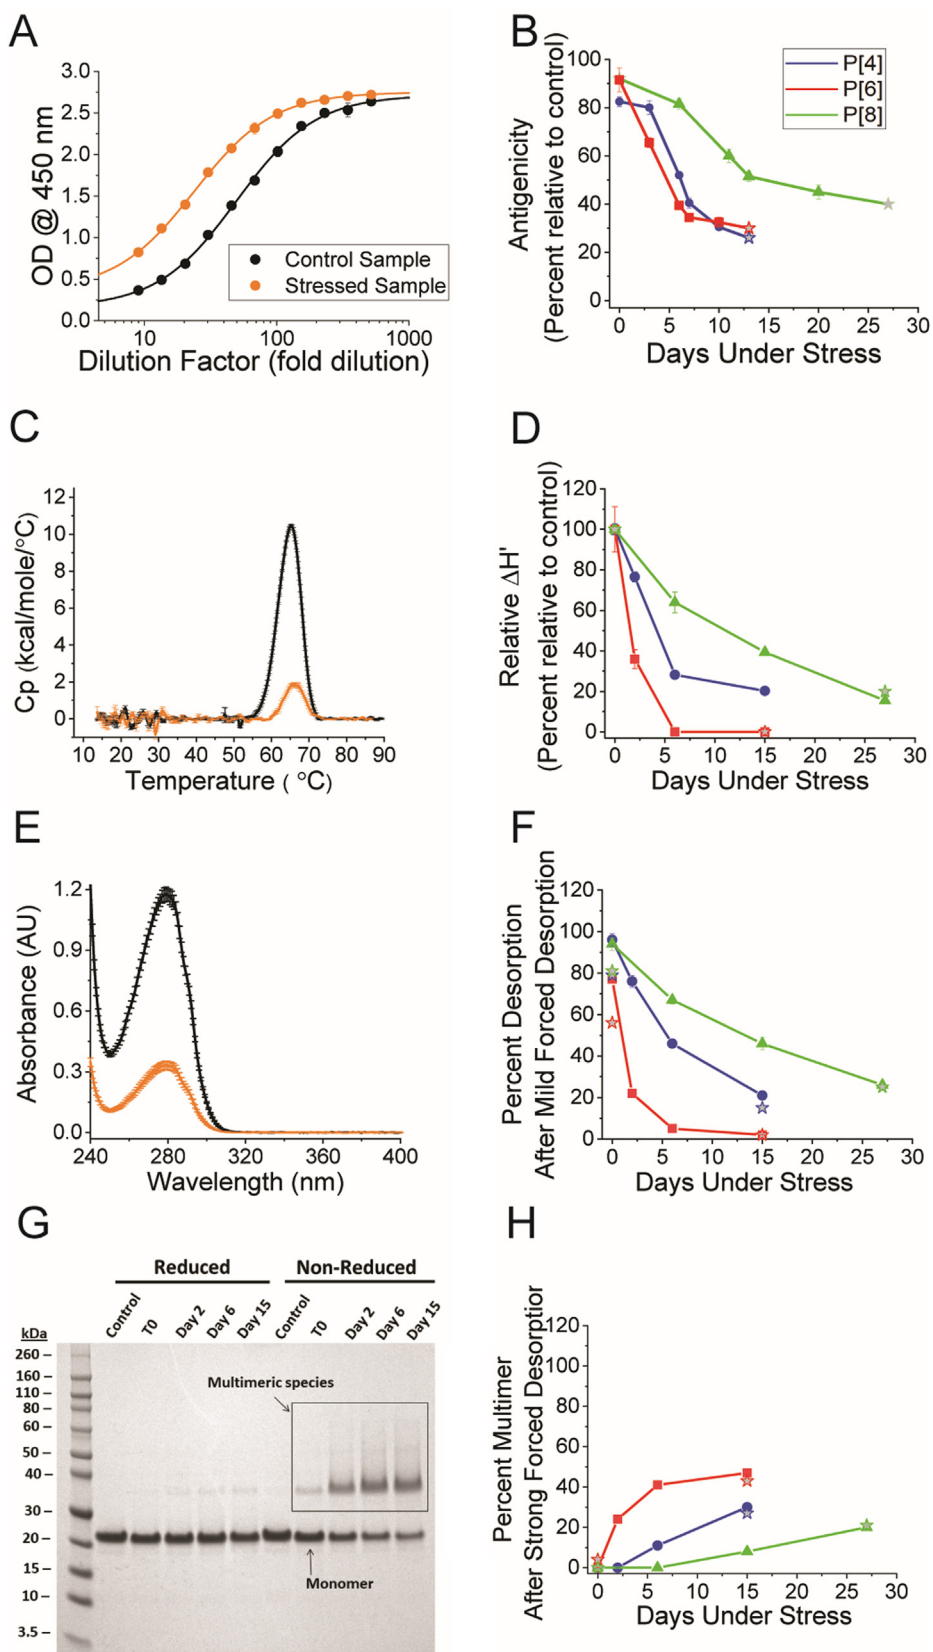 A
3.0
2.5
2.0
1.5
1.0
0.5
0.0
OD @ 450 nm
Control Sample
Stressed Sample
10
100
1000
Dilution Factor (fold dilution)
B
100
80
60
40
20
0
Antigenicity
(Percent relative to control)
P[4]
P[6]
P[8]
0 5 10 15 20 25 30
Days Under Stress
C
12
10
8
6
4
2
0
Cp (kcal/mole/°C)
10 20 30 40 50 60 70 80 90
Temperature ( °C)
D
120
100
80
60
40
20
0
Relative ΔH'
(Percent relative to control)
0 5 10 15 20 25 30
Days Under Stress
E
1.2
0.9
0.6
0.3
0.0
Absorbance (AU)
240 280 320 360 400
Wavelength (nm)
F
120
100
80
60
40
20
0
Percent Desorption
After Mild Forced Desorption
0 5 10 15 20 25 30
Days Under Stress
G
Reduced
Non-Reduced
Control
T0
Day 2
Day 6
Day 15
Control
T0
Day 2
Day 6
Day 15
kDa
260 –
160 –
110 –
80 –
60 –
50 –
40 –
30 –
20 –
15 –
10 –
3.5 –
Multimeric species
Monomer
H
120
100
80
60
40
20
0
Percent Multimer
After Strong Forced Desorptior
0 5 10 15 20 25 30
Days Under Stress